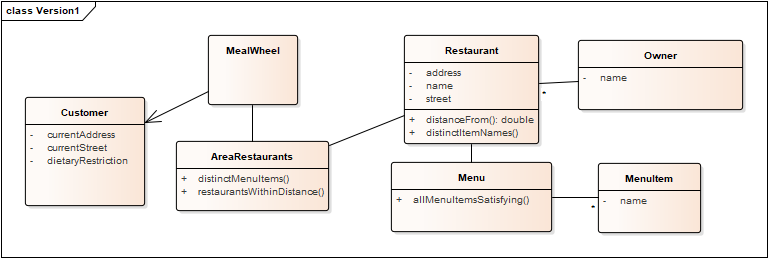 class Version1
MealWheel
Customer
- currentAddress
- currentStreet
- dietaryRestriction
AreaRestaurants
+ distinctMenuItems()
+ restaurantsWithinDistance()
Restaurant
- address
- name
- street
+ distanceFrom(): double
+ distinctItemNames()
*
Owner
- name
Menu
+ allMenuItemsSatisfying()
*
MenuItem
- name